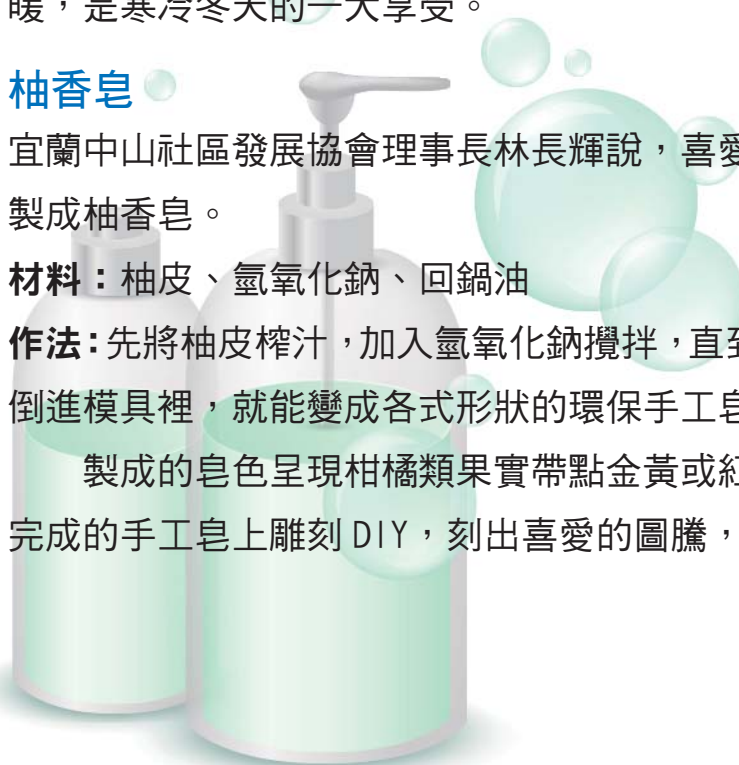 暖，是寒冷冬天的一大享受。
柚香皂
宜蘭中山社區發展協會理事長林長輝說，喜愛
製成柚香皂。
材料：柚皮、氫氧化鈉、回鍋油
作法：先將柚皮榨汁，加入氫氧化鈉攪拌，直到
倒進模具裡，就能變成各式形狀的環保手工皂
製成的皂色呈現柑橘類果實帶點金黃或紅
完成的手工皂上雕刻 DIY，刻出喜愛的圖騰，